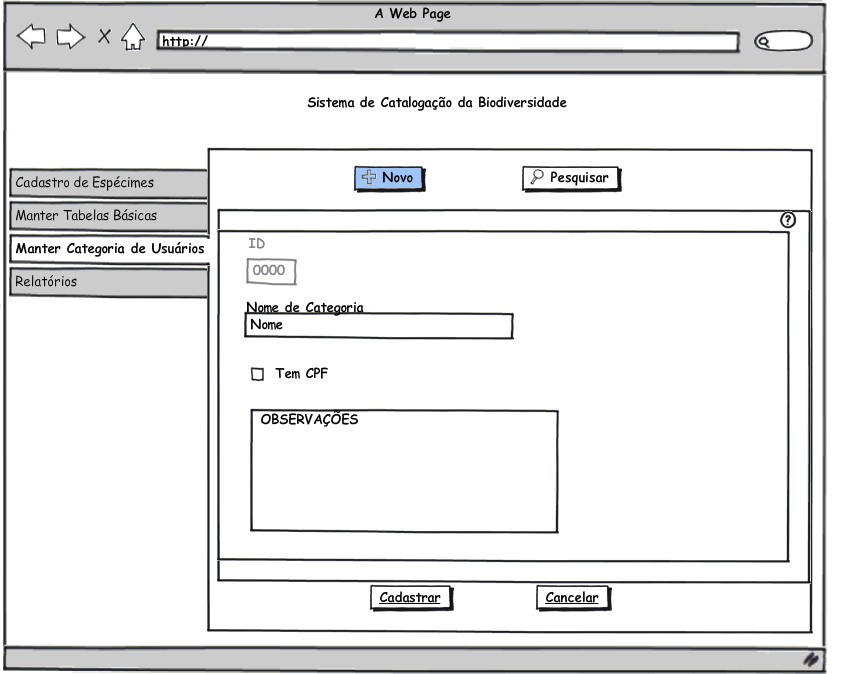 A Web Page
http://
Sistema de Catalogação da Biodiversidade
Cadastro de Espécimes
Manter Tabelas Básicas
Manter Categoria de Usuários
Relatórios
Novo
Pesquisar
?
ID
0000
Nome de Categoria
Nome
Tem CPF
OBSERVAÇÕES
Cadastrar
Cancelar